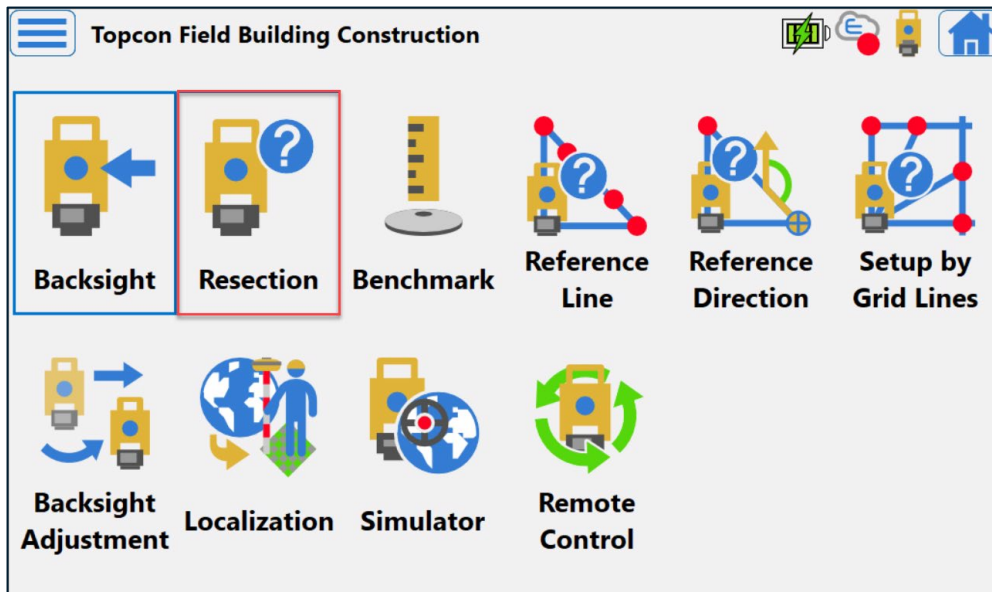 Topcon Field Building Construction
Backsight
Resection
Benchmark
Reference
Line
Reference
Direction
Setup by
Grid Lines
Backsight
Adjustment
Localization
Simulator
Remote
Control